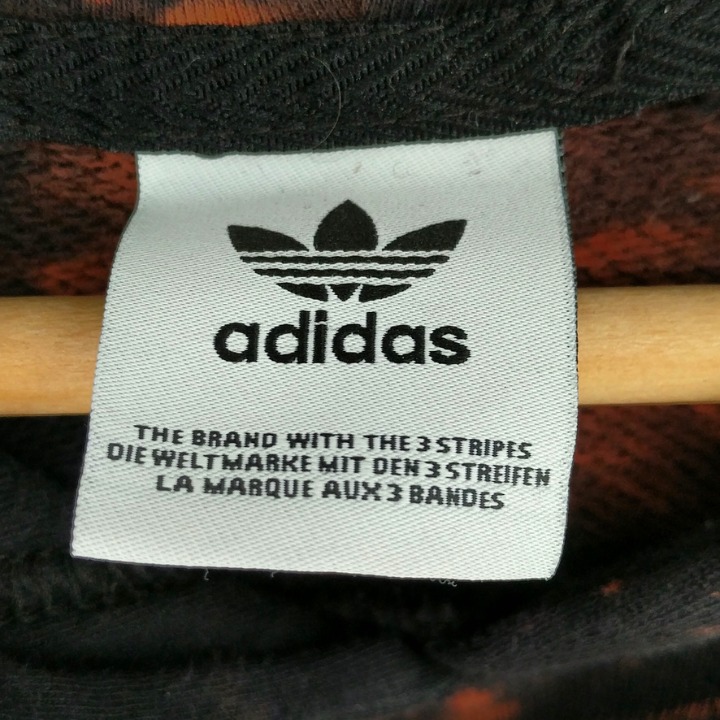 adidas
THE BRAND WITH THE 3 STRIPES
DIE WELTMARKE MIT DEN 3 STREIFEN
LA MARQUE AUX 3 BANDES